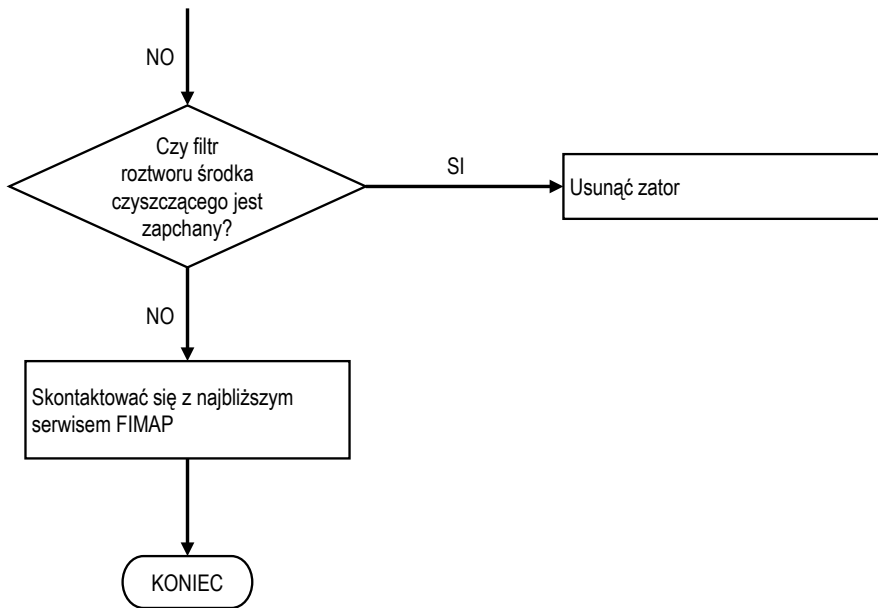 NO
Czy filtr
roztworu środka
czyszczącego jest
zapchany?
SI
Usunąć zator
NO
Skontaktować się z najbliższym
serwisem FIMAP
KONIEC